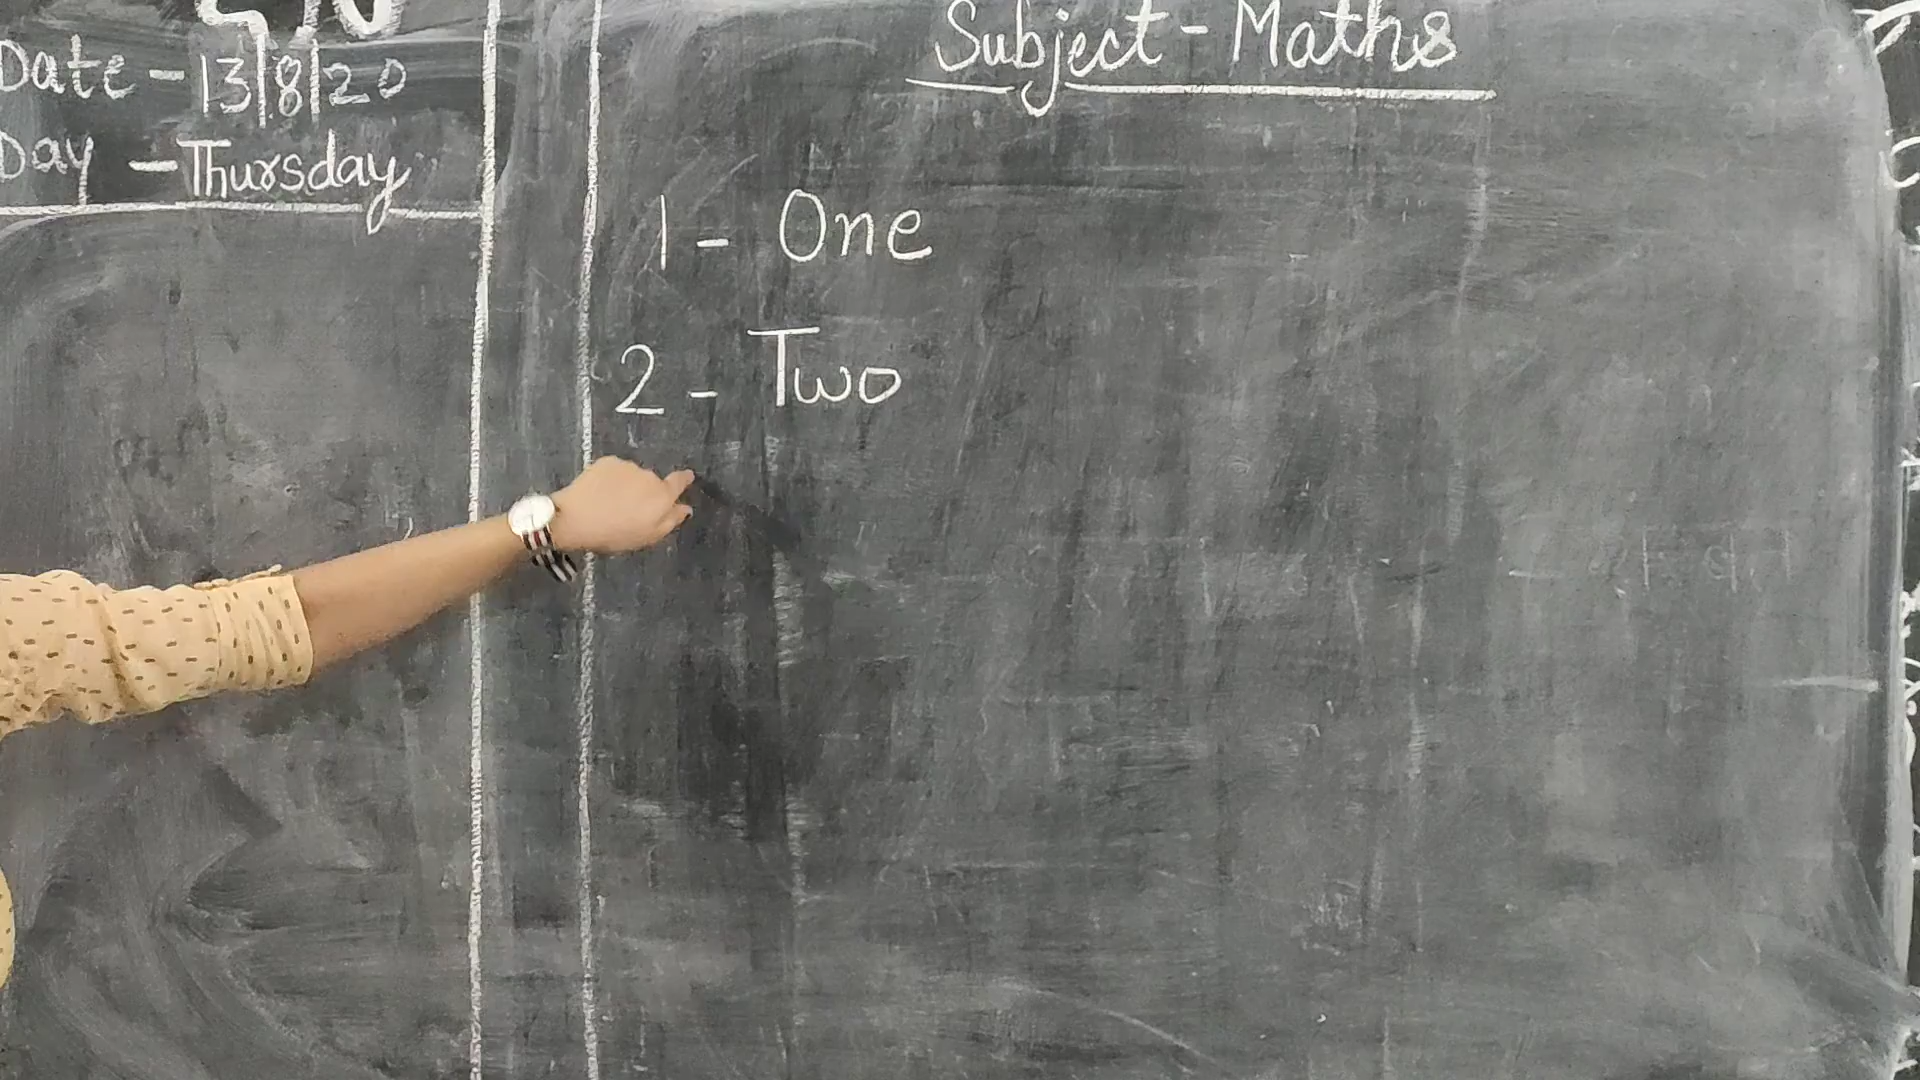 Date - 13/8/20
Day - Thursday
Subject - Maths
1 - One
2 - Two